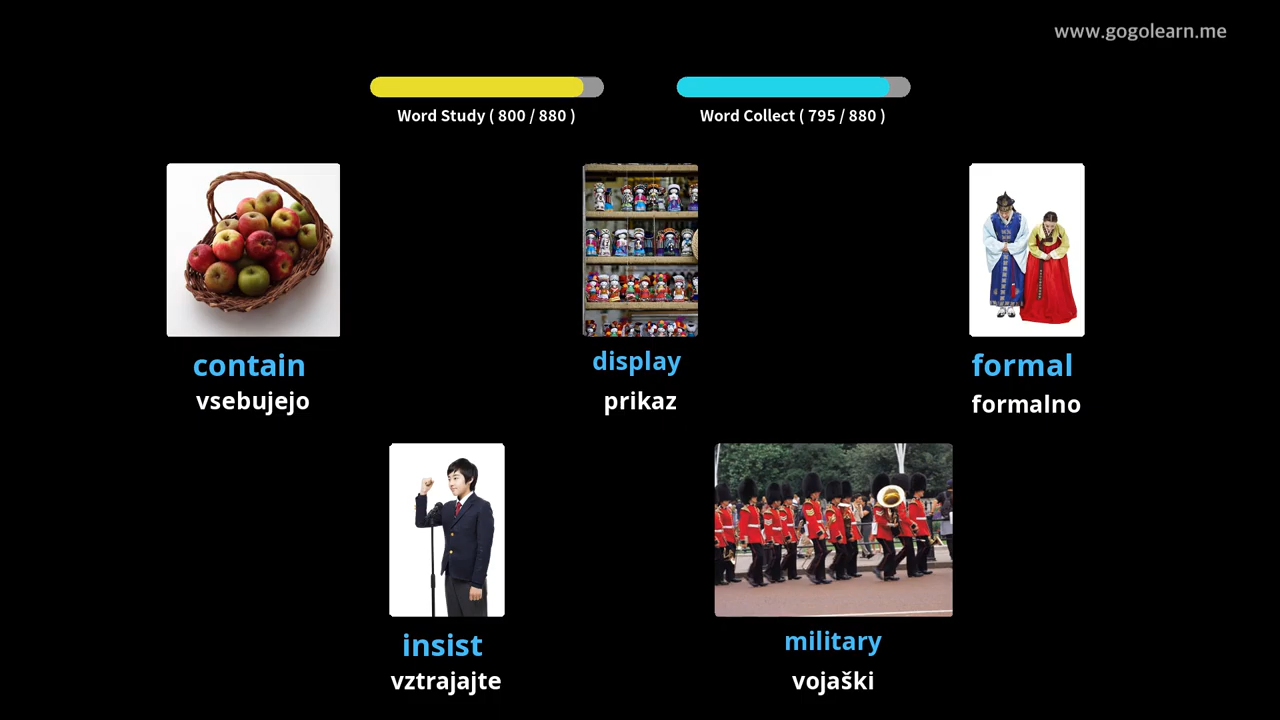 www.gogolearn.me
Word Study ( 800 / 880 )
Word Collect ( 795 / 880 )
contain
vsebujejo
display
prikaz
formal
formalno
insist
vztrajajte
military
vojaški